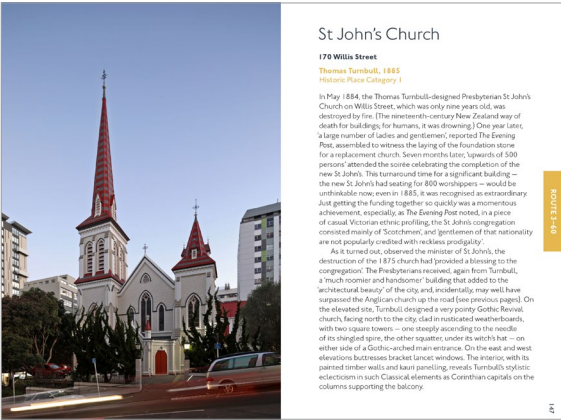 St John's Church
170 Willis Street
Thomas Turnbull, 1885
Historic Place Category 1
In May 1884, the Thomas Turnbull-designed Presbyterian St John's
Church on Willis Street, which was only nine years old, was
destroyed by fire. (The nineteenth-century New Zealand way of
death for buildings; for humans, it was drowning.) One year later,
'a large number of ladies and gentlemen', reported The Evening
Post, assembled to witness the laying of the foundation stone
for a replacement church. Seven months later, 'upwards of 500
persons' attended the soirée celebrating the completion of the
new St John's. This turnaround time for a significant building —
the new St John's had seating for 800 worshippers — would be
unthinkable now; even in 1885, it was recognised as extraordinary.
Just getting the funding together so quickly was a momentous
achievement, especially, as The Evening Post noted, in a piece
of casual Victorian ethnic profiling, the St John's congregation
consisted mainly of 'Scotchmen', and 'gentlemen of that nationality
are not popularly credited with reckless prodigality'.
As it turned out, observed the minister of St John's, the
destruction of the 1875 church had 'provided a blessing to the
congregation'. The Presbyterians received, again from Turnbull,
a 'much roomier and handsomer' building that added to the
'architectural beauty' of the city, and, incidentally, may well have
surpassed the Anglican church up the road (see previous pages). On
the elevated site, Turnbull designed a very pointy Gothic Revival
church, facing north to the city, clad in rusticated weatherboards,
with two square towers — one steeply ascending to the needle
of its shingled spire, the other squatter, under its witch's hat — on
either side of a Gothic-arched main entrance. On the east and west
elevations buttresses bracket lancet windows. The interior, with its
painted timber walls and kauri panelling, reveals Turnbull's stylistic
eclecticism in such Classical elements as Corinthian capitals on the
columns supporting the balcony.
ROUTE 3–60
147